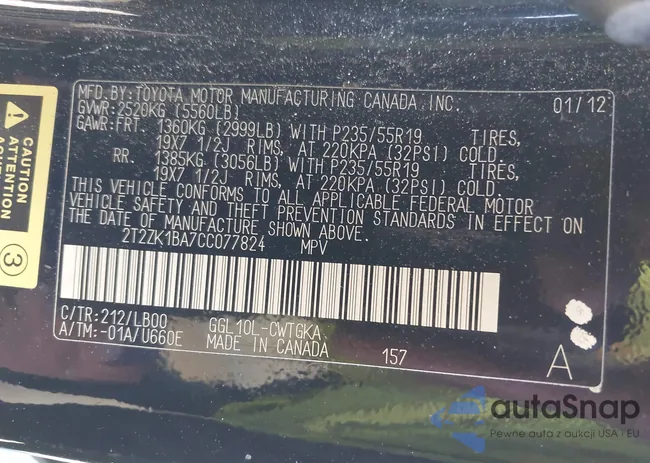 MFD.BY:TOYOTA MOTOR MANUFACTURING CANADA INC. 01/12
GVWR:2520KG (5560LB)
GAWR:FRT. 1360KG (2999LB) WITH P235/55R19 TIRES,
19X7 1/2J RIMS, AT 220KPA (32PSI) COLD.
RR. 1385KG (3056LB) WITH P235/55R19 TIRES,
19X7 1/2J RIMS, AT 220KPA (32PSI) COLD.
THIS VEHICLE CONFORMS TO ALL APPLICABLE FEDERAL MOTOR
VEHICLE SAFETY AND THEFT PREVENTION STANDARDS IN EFFECT ON
THE DATE OF MANUFACTURE SHOWN ABOVE.
2T2ZK1BA7CC077824 MPV
C/TR:212/LB00 GGL10L-CWTGKA
A/TM:-01A/U660E MADE IN CANADA 157 A
CAUTION
ATTENTION
3
autaSnap
Pewne auto z aukcji USA i EU